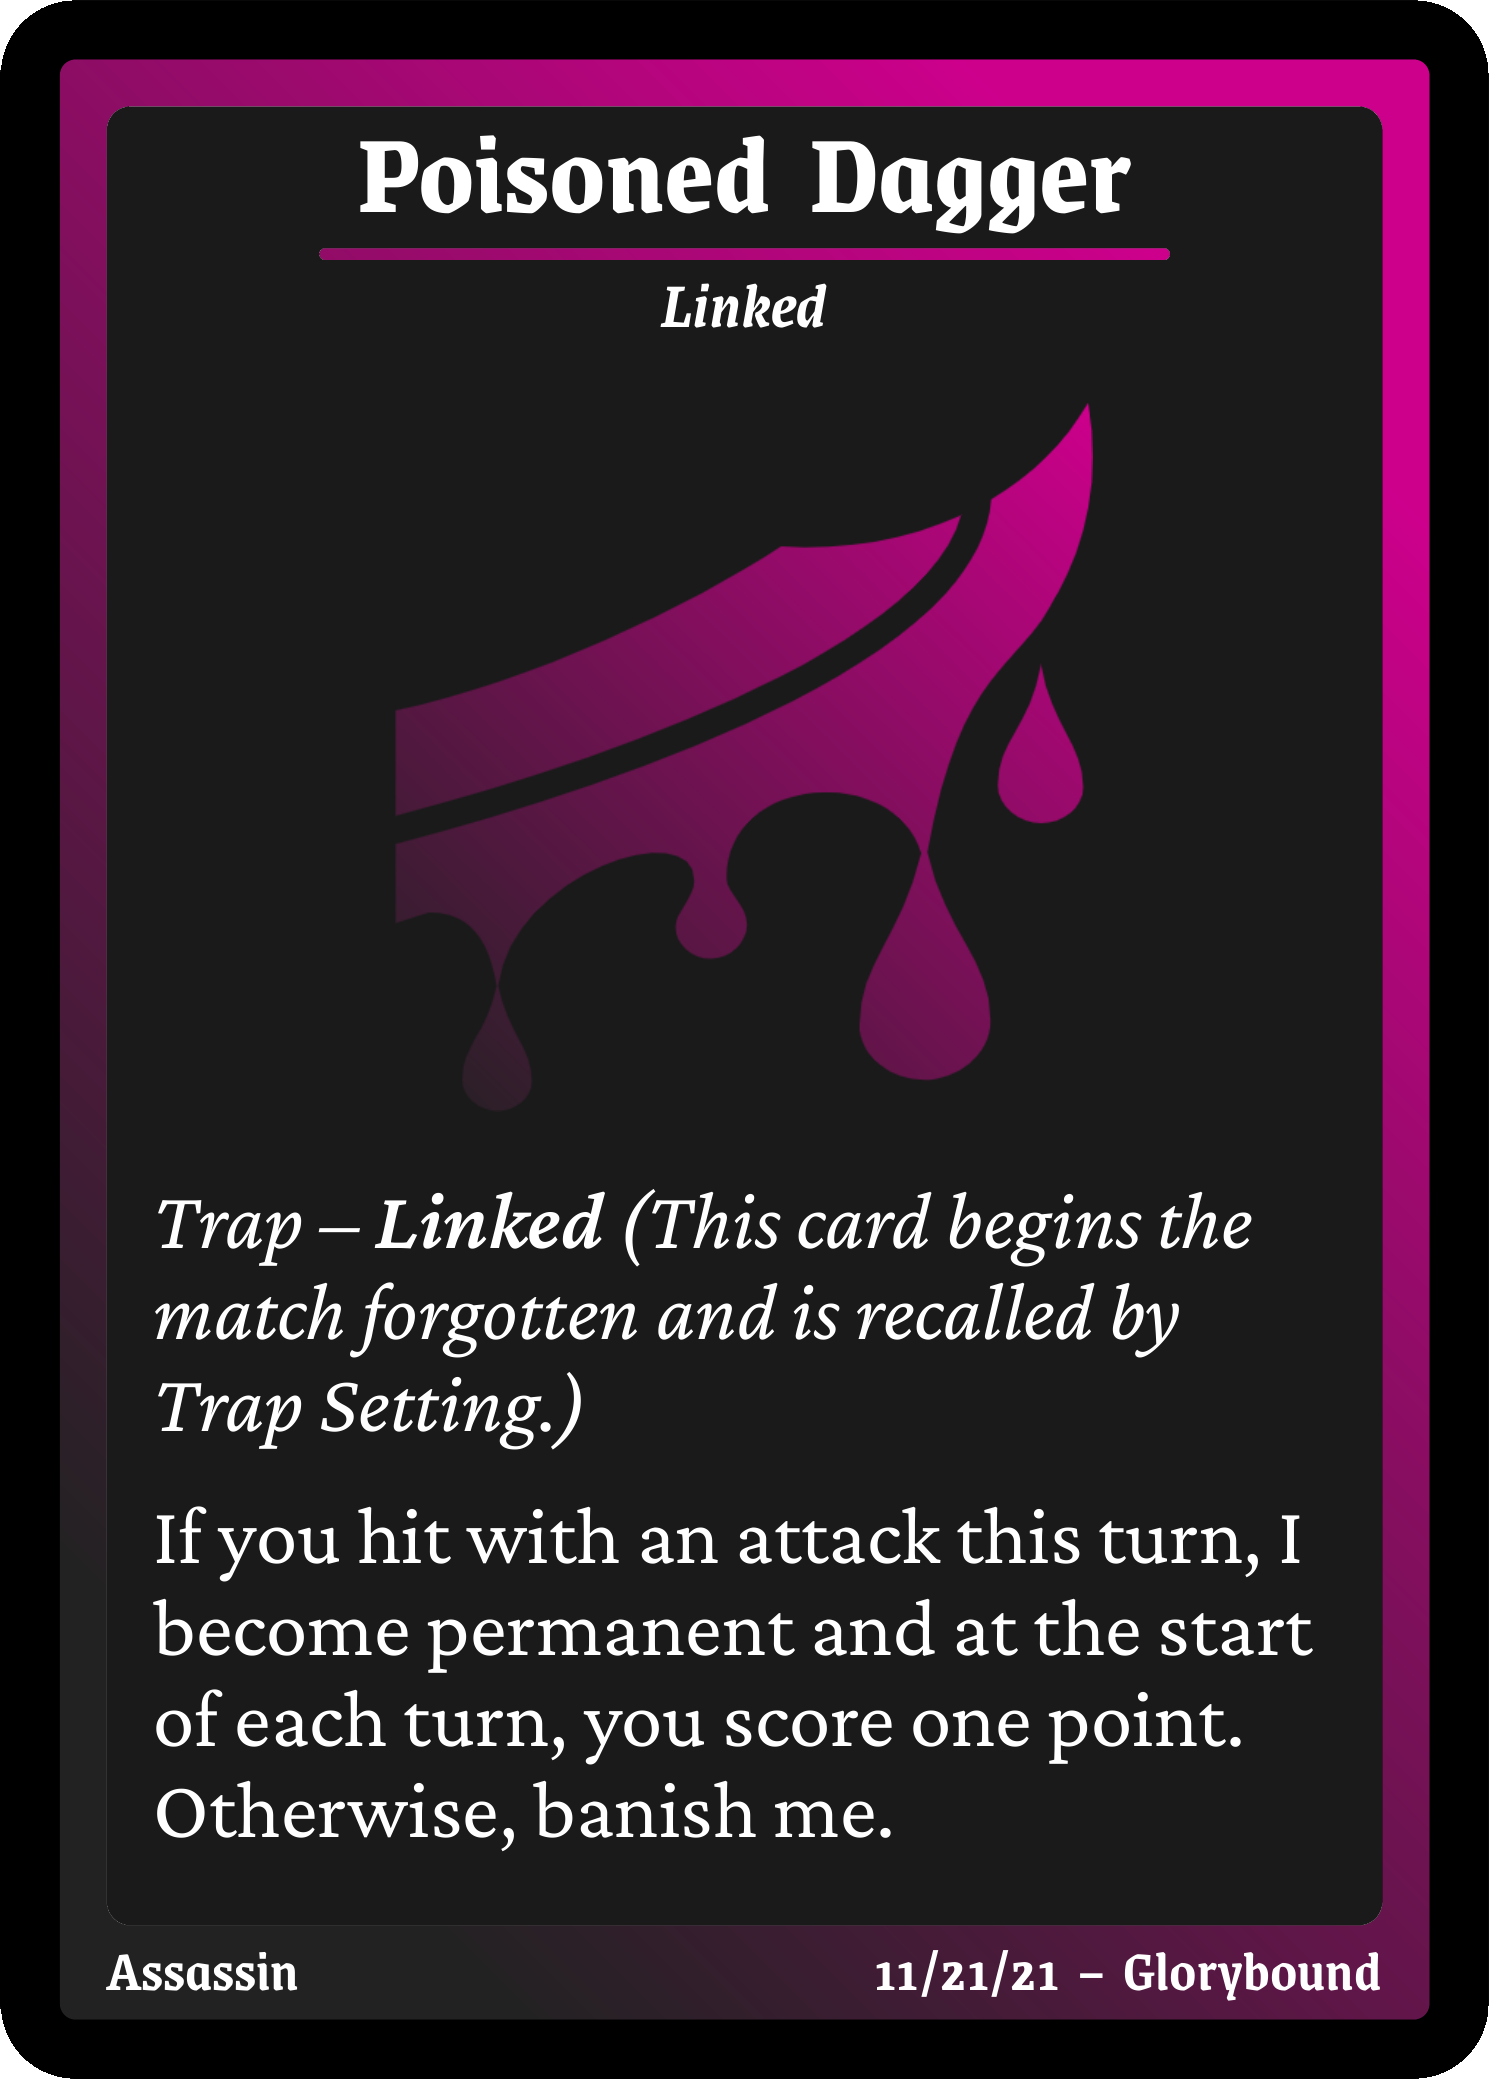 Poisoned Dagger
Linked
Trap – Linked (This card begins the
match forgotten and is recalled by
Trap Setting.)
If you hit with an attack this turn, I
become permanent and at the start
of each turn, you score one point.
Otherwise, banish me.
Assassin
11/21/21 – Glorybound